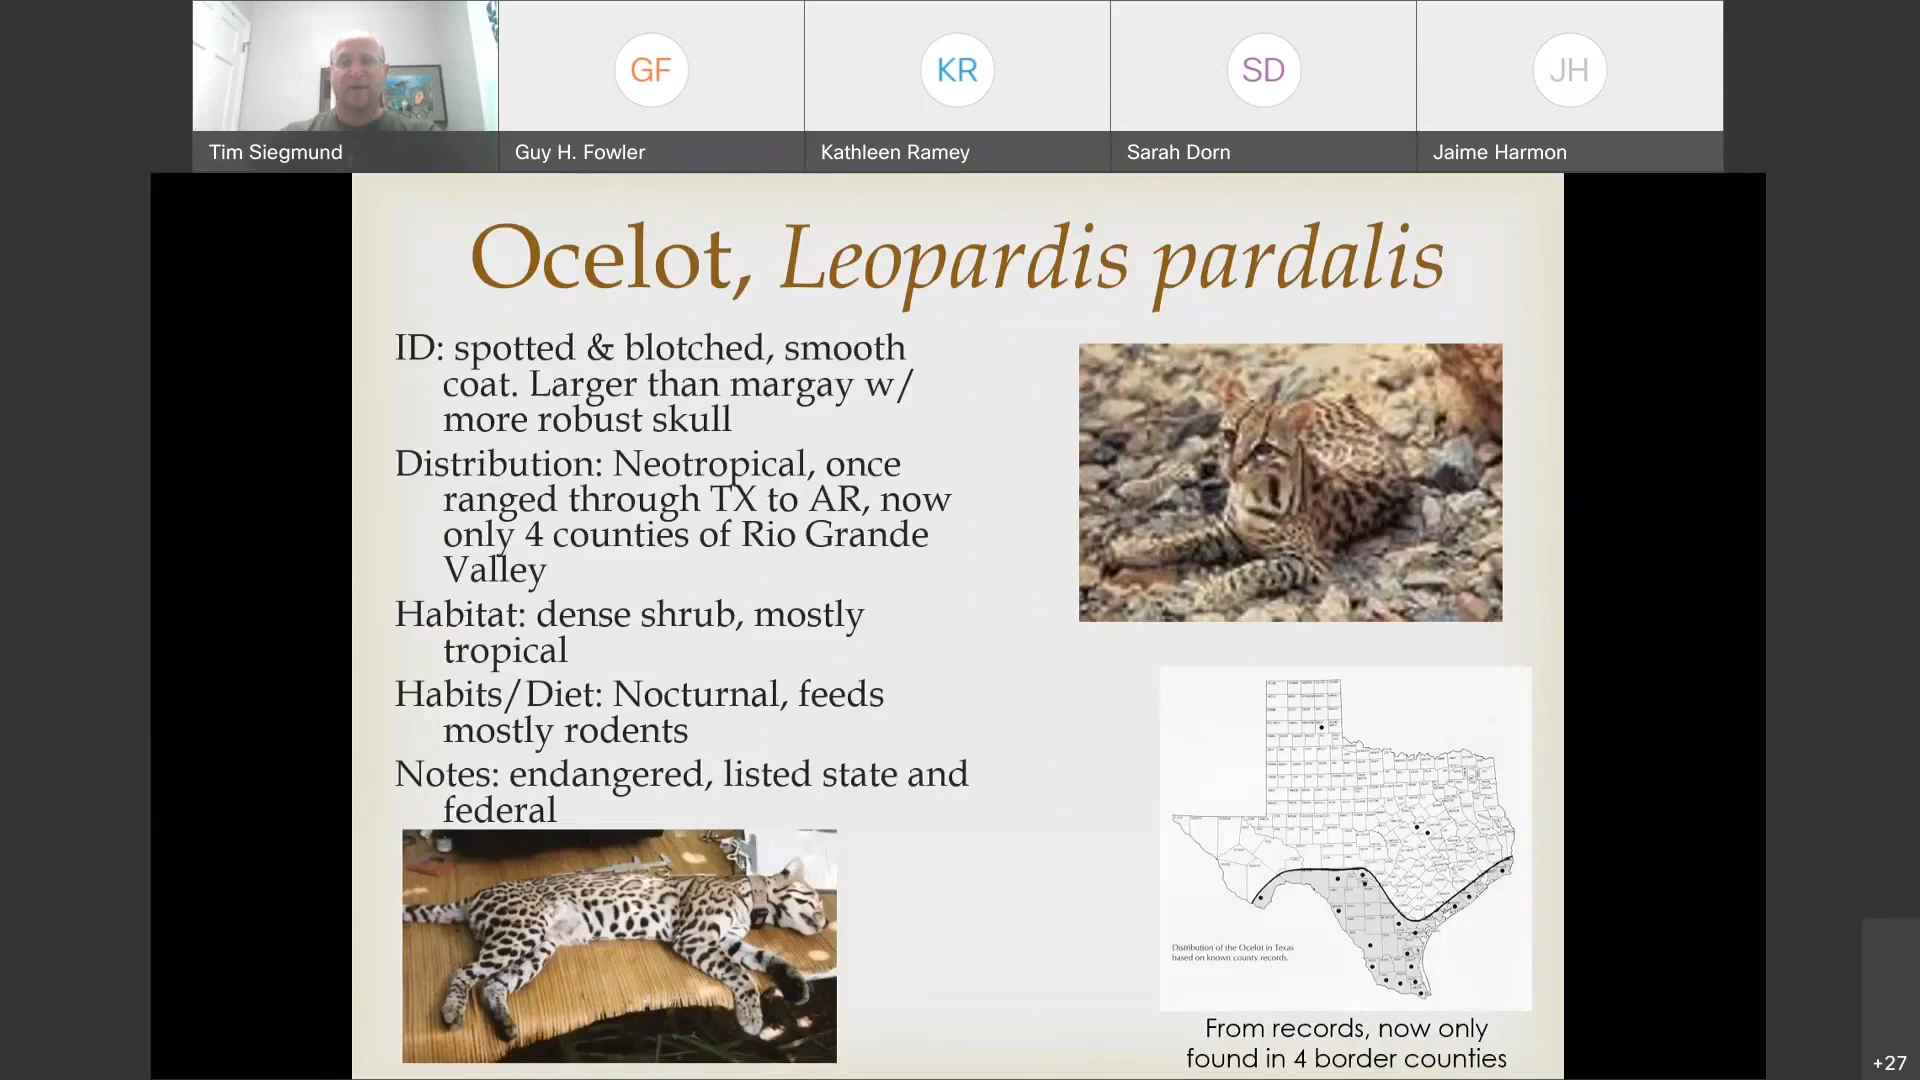 GF
KR
SD
JH
Tim Siegmund
Guy H. Fowler
Kathleen Ramey
Sarah Dorn
Jaime Harmon
Ocelot, Leopardis pardalis
ID: spotted & blotched, smooth
coat. Larger than margay w/
more robust skull
Distribution: Neotropical, once
ranged through TX to AR, now
only 4 counties of Rio Grande
Valley
Habitat: dense shrub, mostly
tropical
Habits/Diet: Nocturnal, feeds
mostly rodents
Notes: endangered, listed state and
federal
Distribution of the Ocelot in Texas
based on known county records.
From records, now only
found in 4 border counties
+27